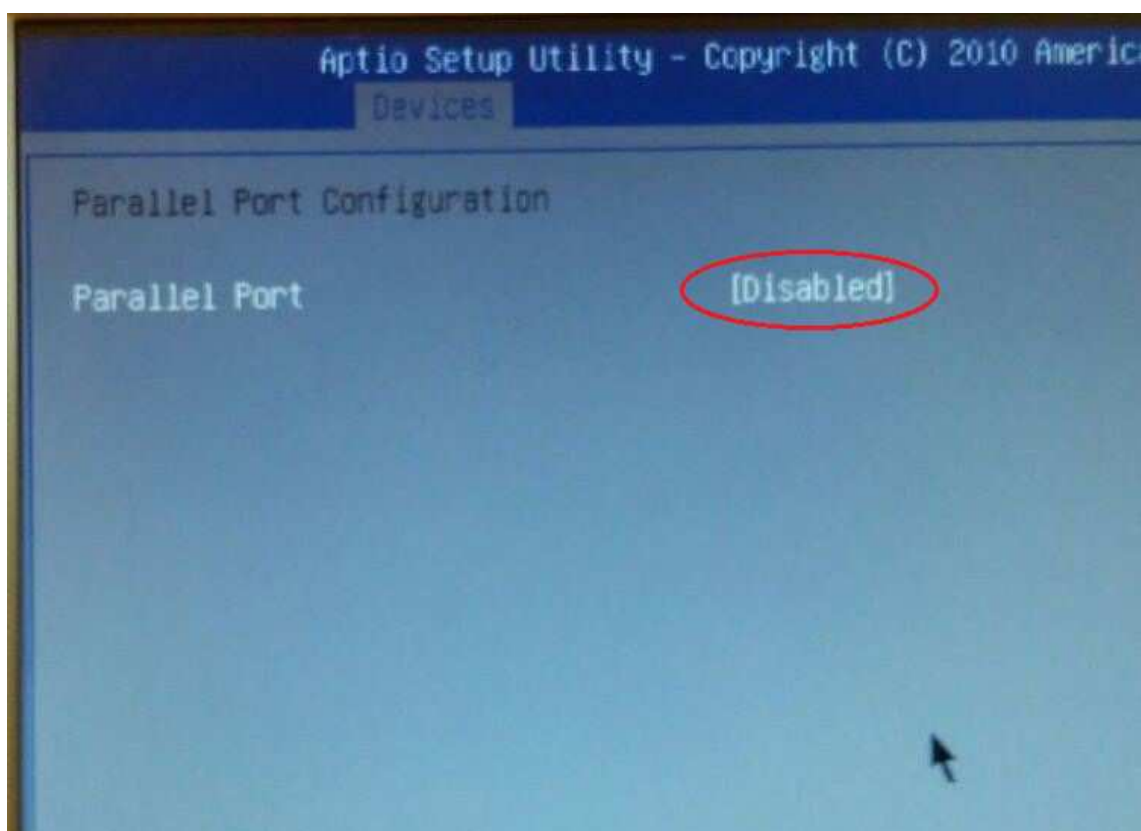 Aptio Setup Utility - Copyright (C) 2010 Americ
Devices
Parallel Port Configuration
Parallel Port [Disabled]